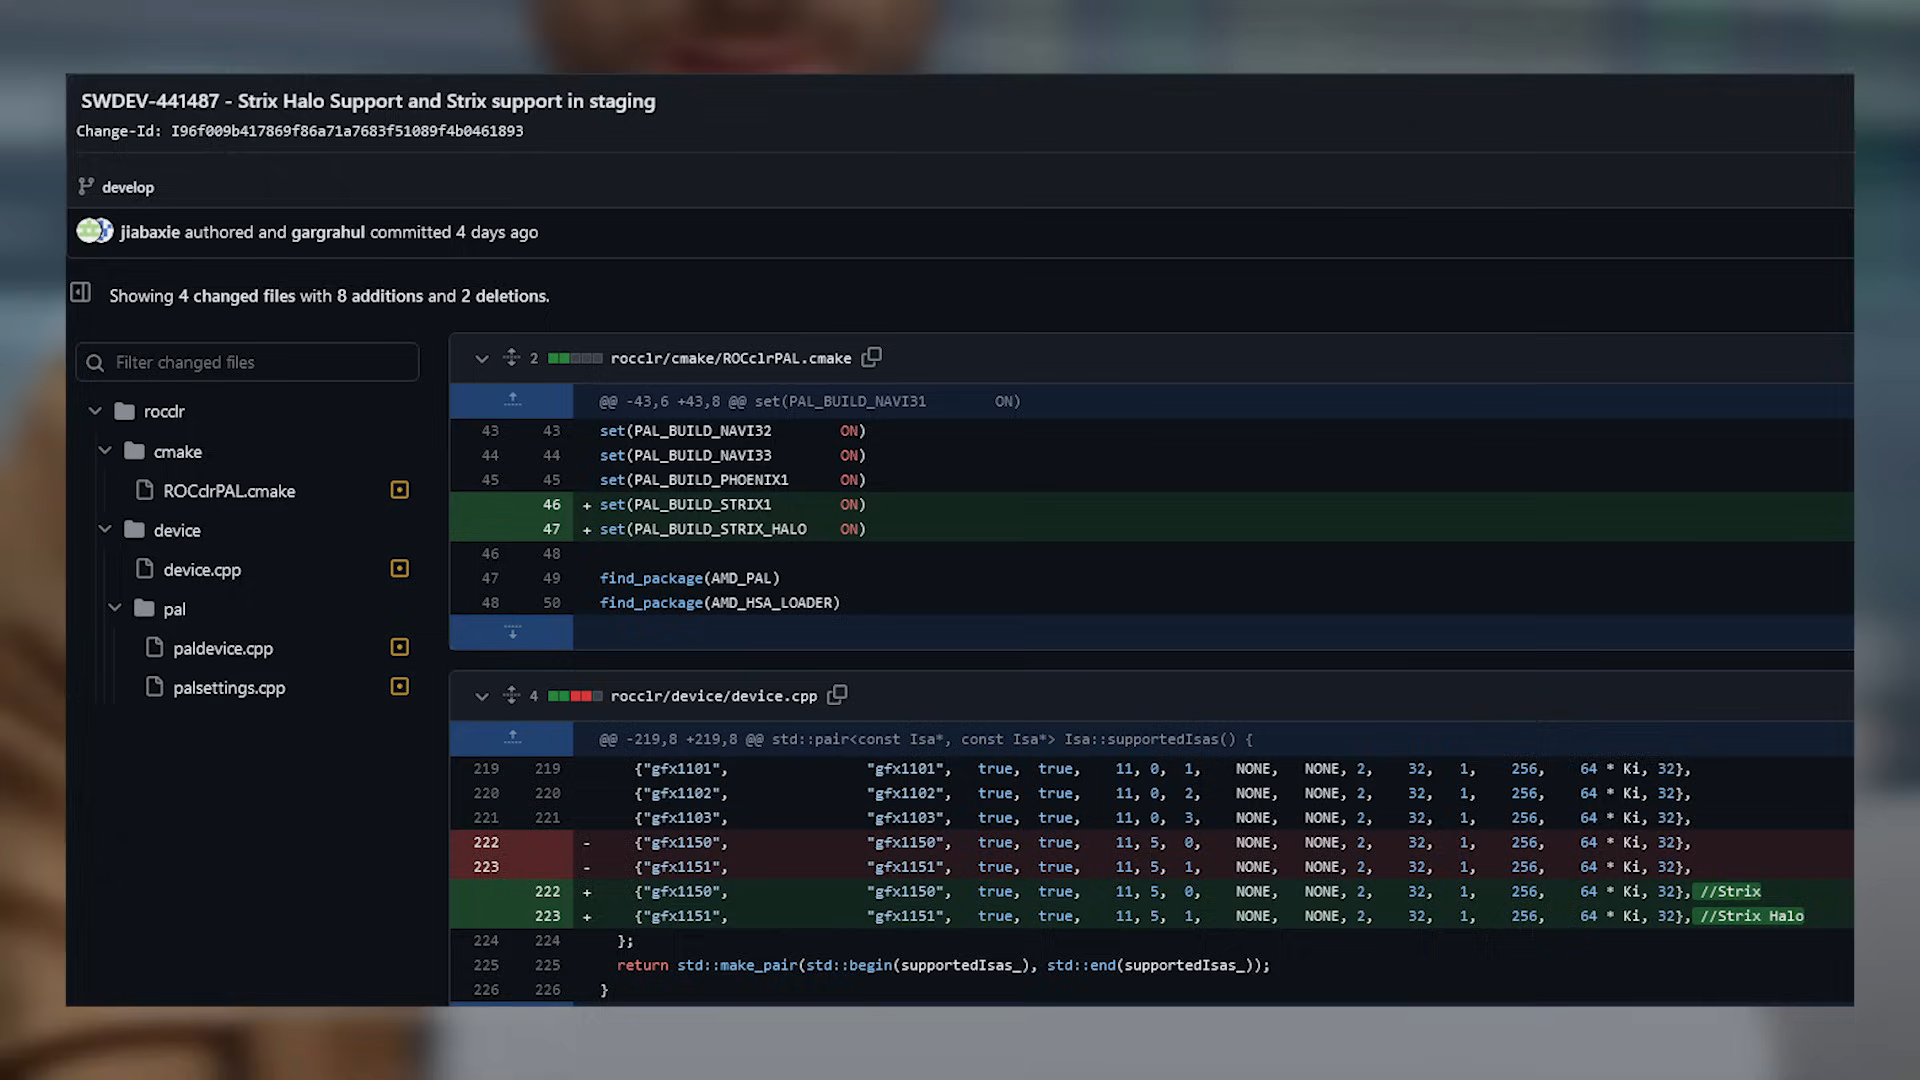 SWDEV-441487 - Strix Halo Support and Strix support in staging
Change-Id: I96f009b417869f86a71a7683f51089f4b0461893
develop
jiabaxie authored and gargrahul committed 4 days ago
Showing 4 changed files with 8 additions and 2 deletions.
Filter changed files
rocclr
cmake
ROCclrPAL.cmake
device
device.cpp
pal
paldevice.cpp
palsettings.cpp
2 rocclr/cmake/ROCclrPAL.cmake
@@ -43,6 +43,8 @@ set(PAL_BUILD_NAVI31 ON)
43 43 set(PAL_BUILD_NAVI32 ON)
44 44 set(PAL_BUILD_NAVI33 ON)
45 45 set(PAL_BUILD_PHOENIX1 ON)
46 + set(PAL_BUILD_STRIX1 ON)
47 + set(PAL_BUILD_STRIX_HALO ON)
46 48
47 49 find_package(AMD_PAL)
48 50 find_package(AMD_HSA_LOADER)
4 rocclr/device/device.cpp
@@ -219,8 +219,8 @@ std::pair<const Isa*, const Isa*> Isa::supportedIsas() {
219 219 {"gfx1101", "gfx1101", true, true, 11, 0, 1, NONE, NONE, 2, 32, 1, 256, 64 * Ki, 32},
220 220 {"gfx1102", "gfx1102", true, true, 11, 0, 2, NONE, NONE, 2, 32, 1, 256, 64 * Ki, 32},
221 221 {"gfx1103", "gfx1103", true, true, 11, 0, 3, NONE, NONE, 2, 32, 1, 256, 64 * Ki, 32},
222 - {"gfx1150", "gfx1150", true, true, 11, 5, 0, NONE, NONE, 2, 32, 1, 256, 64 * Ki, 32},
223 - {"gfx1151", "gfx1151", true, true, 11, 5, 1, NONE, NONE, 2, 32, 1, 256, 64 * Ki, 32},
222 + {"gfx1150", "gfx1150", true, true, 11, 5, 0, NONE, NONE, 2, 32, 1, 256, 64 * Ki, 32}, //Strix
223 + {"gfx1151", "gfx1151", true, true, 11, 5, 1, NONE, NONE, 2, 32, 1, 256, 64 * Ki, 32}, //Strix Halo
224 224 };
225 225 return std::make_pair(std::begin(supportedIsas_), std::end(supportedIsas_));
226 226 }